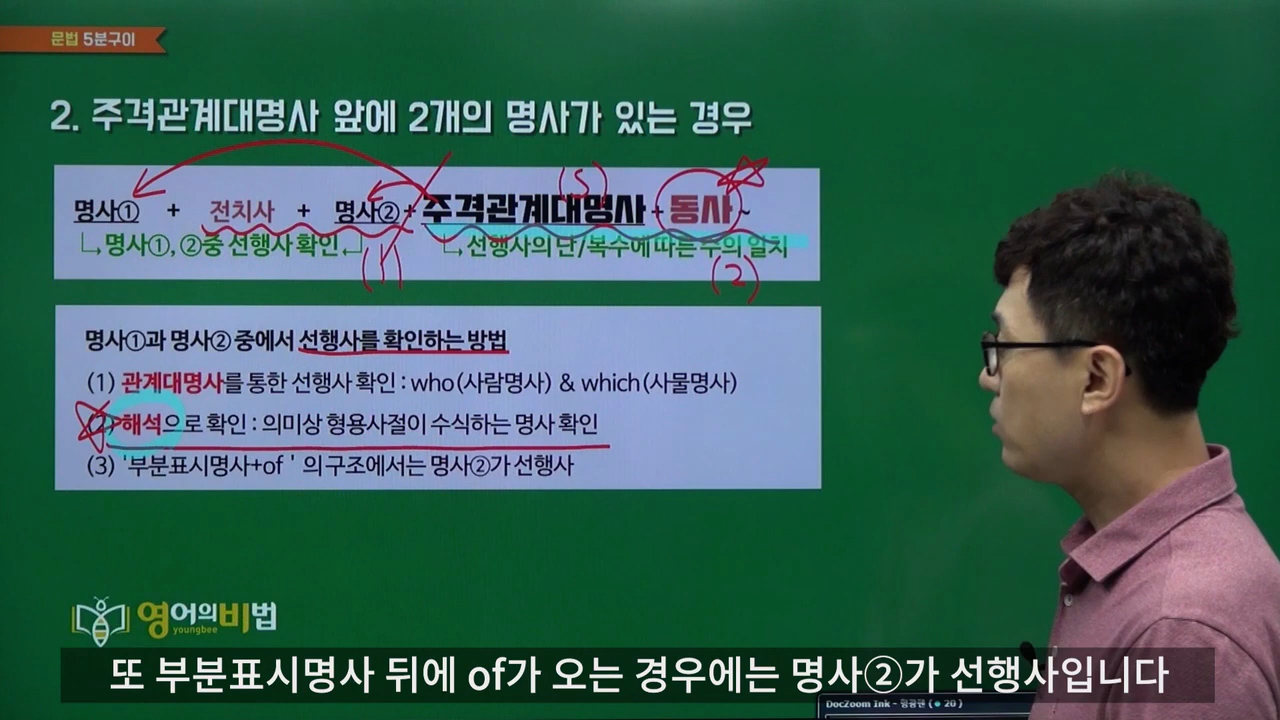 문법 5분구이
2. 주격관계대명사 앞에 2개의 명사가 있는 경우
(S)
명사① + 전치사 + 명사② + 주격관계대명사 + 동사 ~
명사①, ②중 선행사 확인 선행사의 단/복수에 따른 수의 일치
(1) (2)
명사①과 명사② 중에서 선행사를 확인하는 방법
(1) 관계대명사를 통한 선행사 확인 : who(사람명사) & which(사물명사)
(2) 해석으로 확인 : 의미상 형용사절이 수식하는 명사 확인
(3) '부분표시명사+of ' 의 구조에서는 명사②가 선행사
영어의비법
youngbee
또 부분표시명사 뒤에 of가 오는 경우에는 명사②가 선행사입니다
DocZoom Ink - 형광펜 ( 20 )